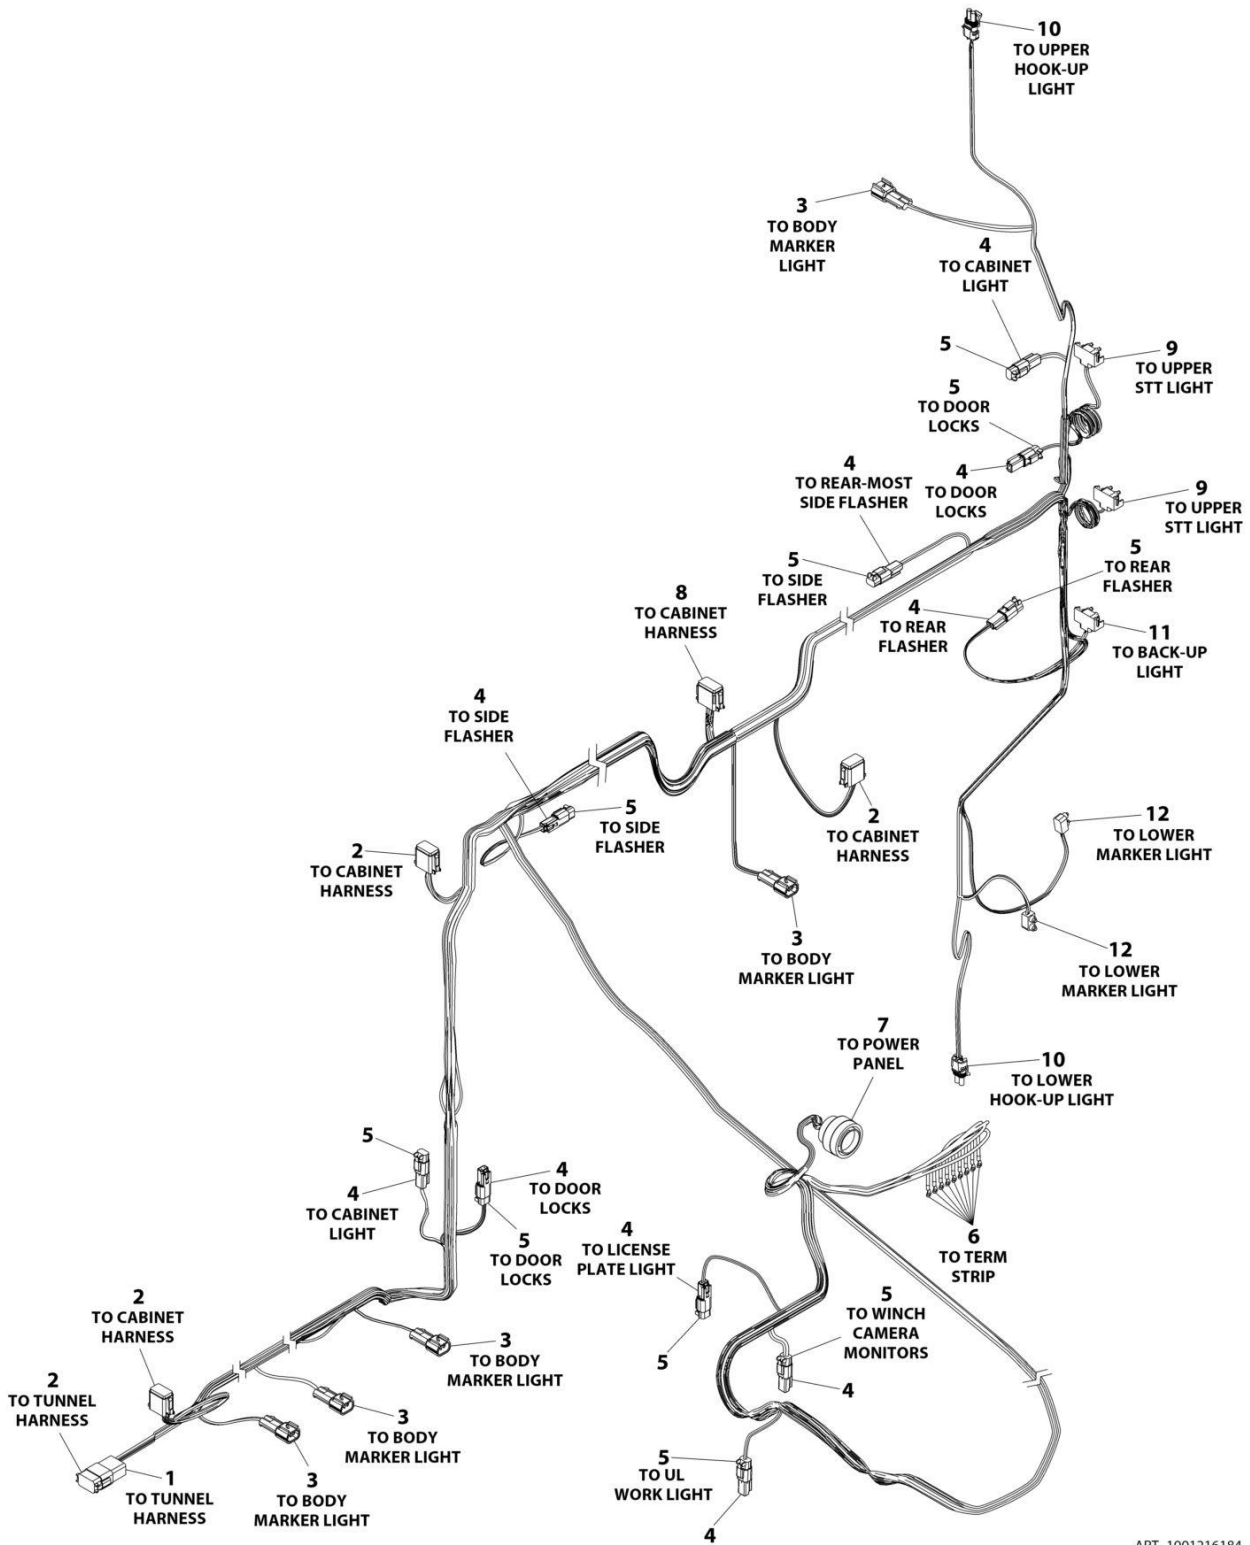 10
TO UPPER
HOOK-UP
LIGHT
3
TO BODY
MARKER
LIGHT
4
TO CABINET
LIGHT
5
9
TO UPPER
STT LIGHT
5
TO DOOR
LOCKS
4
TO REAR-MOST
SIDE FLASHER
4
TO DOOR
LOCKS
9
TO UPPER
STT LIGHT
5
TO SIDE
FLASHER
5
TO REAR
FLASHER
8
TO CABINET
HARNESS
4
TO REAR
FLASHER
11
TO BACK-UP
LIGHT
4
TO SIDE
FLASHER
5
TO SIDE
FLASHER
2
TO CABINET
HARNESS
12
TO LOWER
MARKER LIGHT
2
TO CABINET
HARNESS
3
TO BODY
MARKER LIGHT
12
TO LOWER
MARKER LIGHT
7
TO POWER
PANEL
10
TO LOWER
HOOK-UP LIGHT
5
4
TO CABINET
LIGHT
4
TO DOOR
LOCKS
5
TO DOOR
LOCKS
4
TO LICENSE
PLATE LIGHT
6
TO TERM
STRIP
2
TO CABINET
HARNESS
5
TO WINCH
CAMERA
MONITORS
3
TO BODY
MARKER LIGHT
5
4
2
TO TUNNEL
HARNESS
3
TO BODY
MARKER LIGHT
5
TO UL
WORK LIGHT
1
TO TUNNEL
HARNESS
3
TO BODY
MARKER LIGHT
4